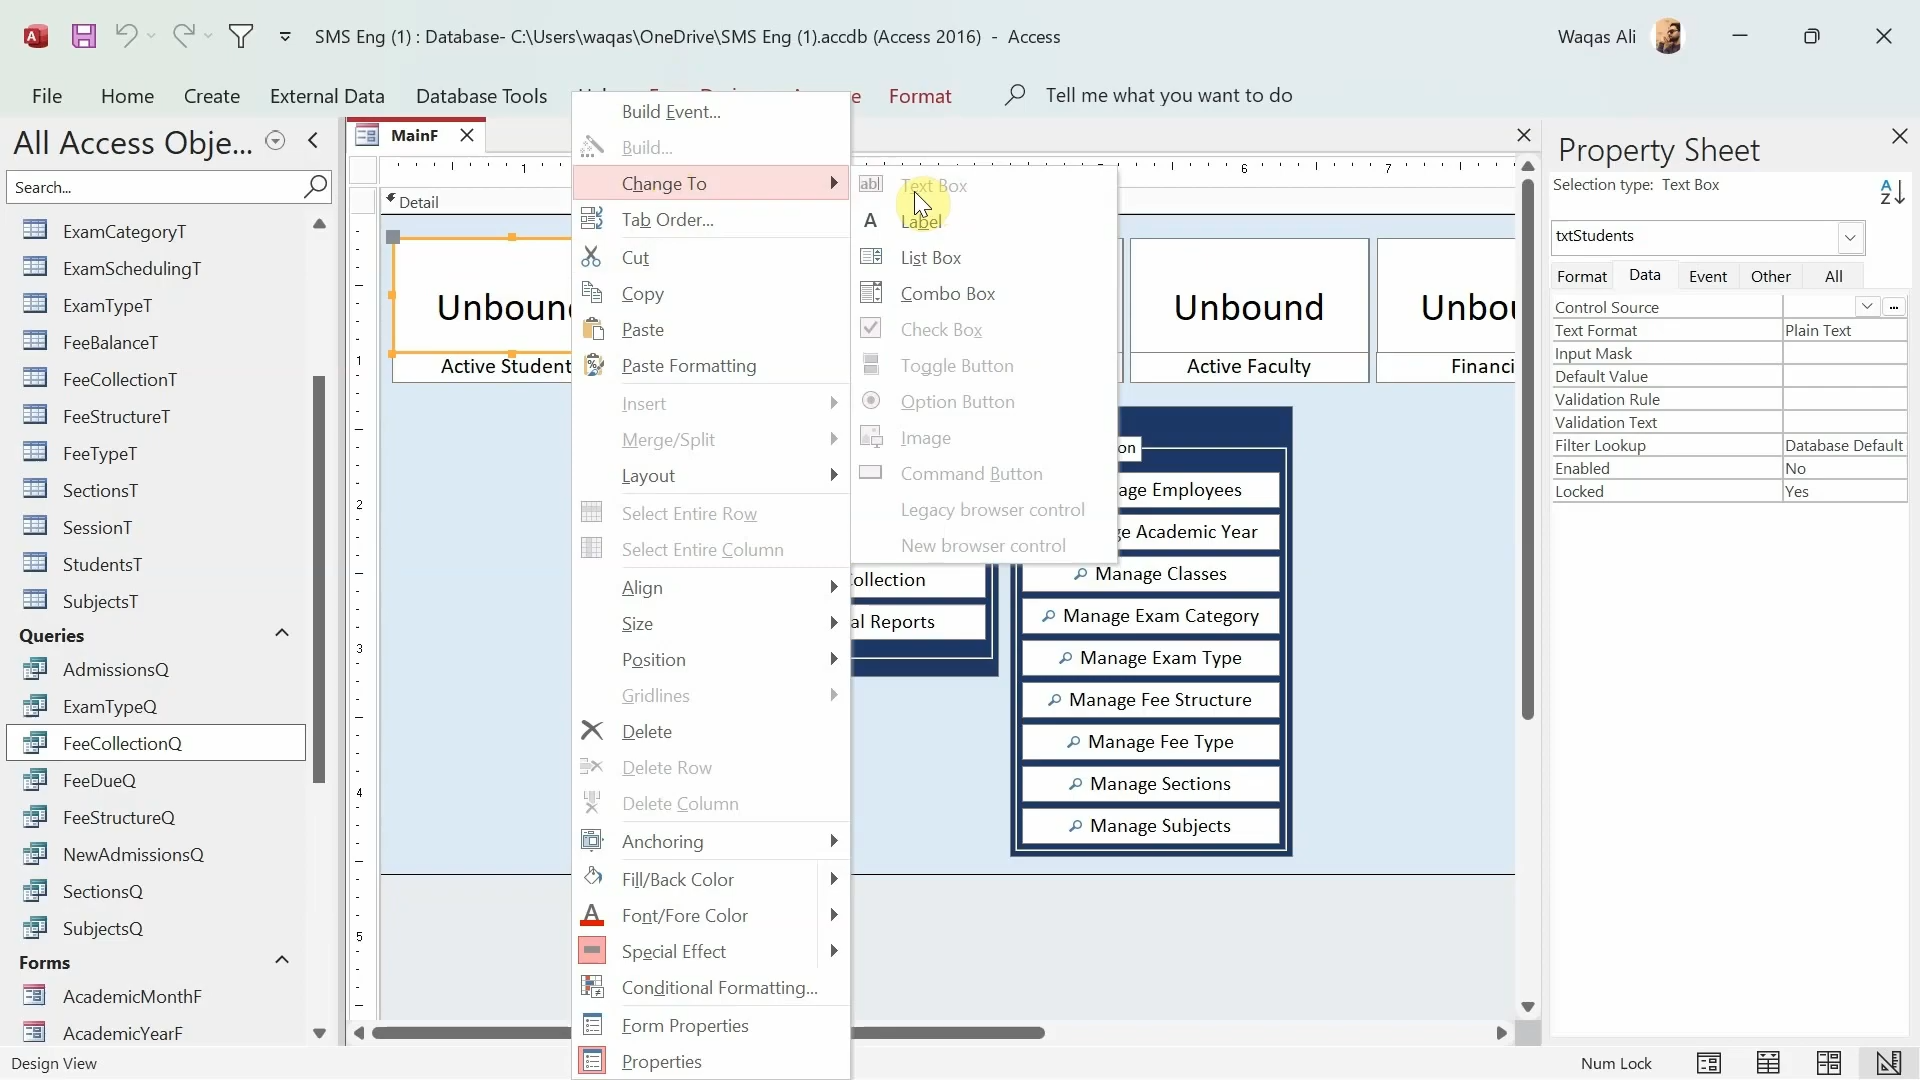 SMS Eng (1) : Database- C:\Users\waqas\OneDrive\SMS Eng (1).accdb (Access 2016) - Access
Waqas Ali
File
Home
Create
External Data
Database Tools
Format
Tell me what you want to do
All Access Obje...
Search...
ExamCategoryT
ExamSchedulingT
ExamTypeT
FeeBalanceT
FeeCollectionT
FeeStructureT
FeeTypeT
SectionsT
SessionT
StudentsT
SubjectsT
Queries
AdmissionsQ
ExamTypeQ
FeeCollectionQ
FeeDueQ
FeeStructureQ
NewAdmissionsQ
SectionsQ
SubjectsQ
Forms
AcademicMonthF
AcademicYearF
Design View
MainF
1
6
7
Detail
1
2
3
4
5
Active Student
Unbound
Active Faculty
Financi
Build Event...
Build...
Change To
Tab Order...
Cut
Copy
Paste
Paste Formatting
Insert
Merge/Split
Layout
Select Entire Row
Select Entire Column
Align
Size
Position
Gridlines
Delete
Delete Row
Delete Column
Anchoring
Fill/Back Color
Font/Fore Color
Special Effect
Conditional Formatting...
Form Properties
Properties
Text Box
Label
List Box
Combo Box
Check Box
Toggle Button
Option Button
Image
Command Button
Legacy browser control
New browser control
ollection
al Reports
on
age Employees
e Academic Year
Manage Classes
Manage Exam Category
Manage Exam Type
Manage Fee Structure
Manage Fee Type
Manage Sections
Manage Subjects
Property Sheet
Selection type: Text Box
txtStudents
Format Data Event Other All
Control Source
Text Format Plain Text
Input Mask
Default Value
Validation Rule
Validation Text
Filter Lookup Database Default
Enabled No
Locked Yes
Num Lock